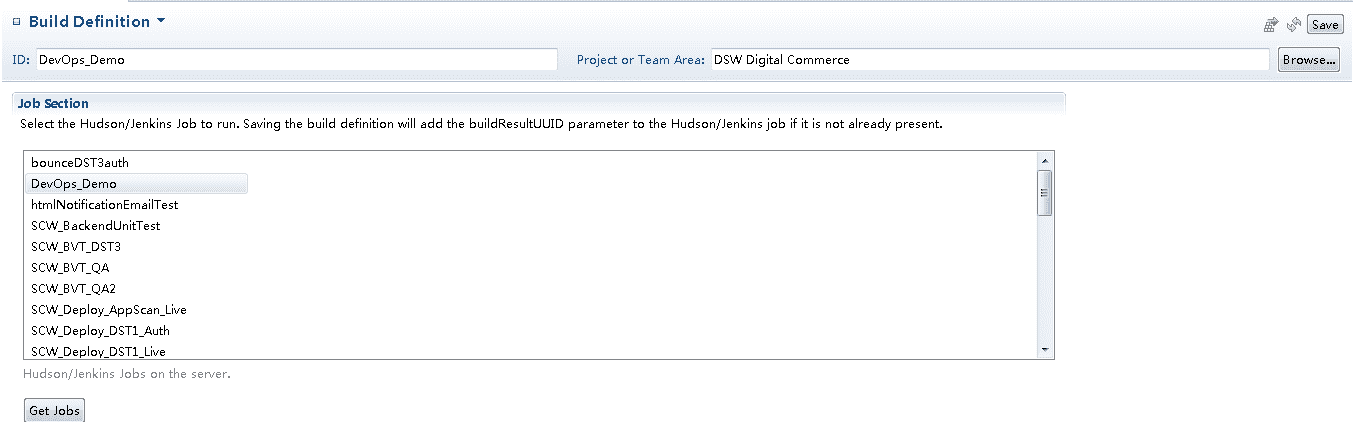 Build Definition
Save
ID: DevOps_Demo Project or Team Area: DSW Digital Commerce Browse...
Job Section
Select the Hudson/Jenkins Job to run. Saving the build definition will add the buildResultUUID parameter to the Hudson/Jenkins job if it is not already present.
bounceDST3auth
DevOps_Demo
htmlNotificationEmailTest
SCW_BackendUnitTest
SCW_BVT_DST3
SCW_BVT_QA
SCW_BVT_QA2
SCW_Deploy_AppScan_Live
SCW_Deploy_DST1_Auth
SCW_Deploy_DST1_Live
Hudson/Jenkins Jobs on the server.
Get Jobs